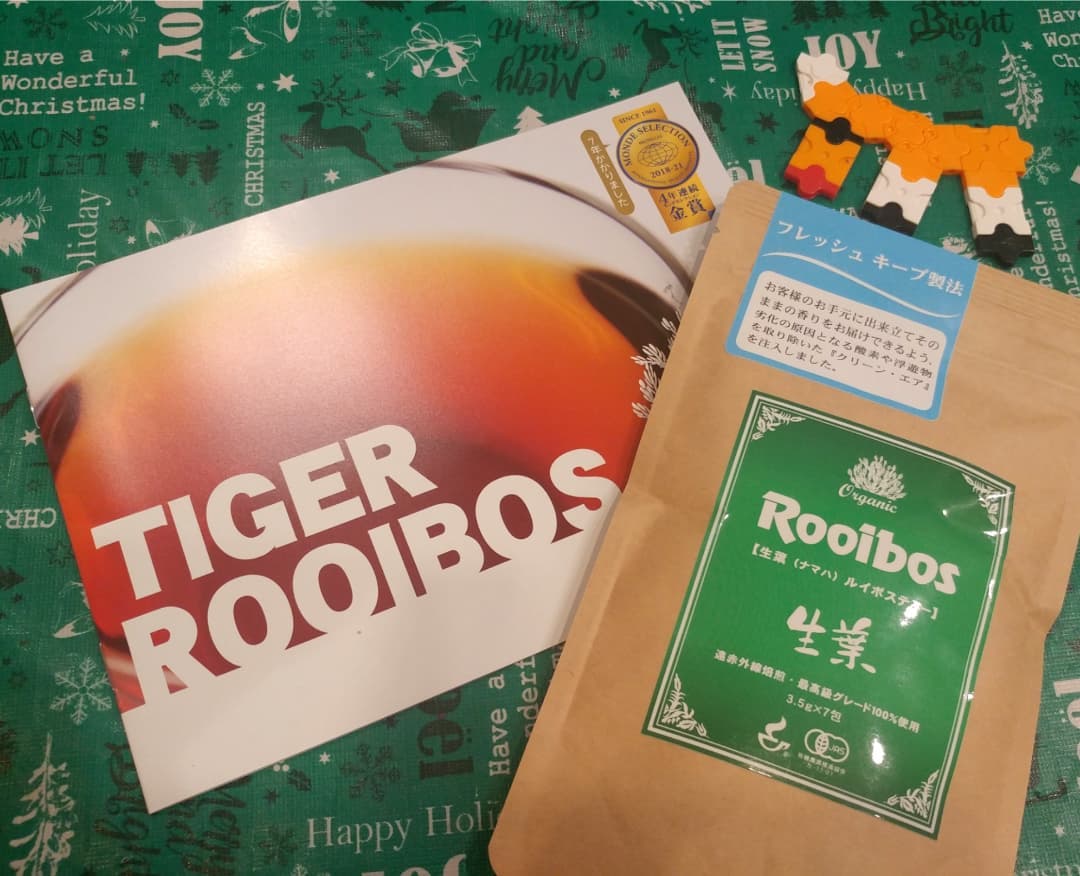 Have a
Wonderful
Christmas!
JOY
CHRISTMAS
Merry
and
LET IT
SNOW
JOY
Happy
Bright
Holiday
SINCE 1961
MONDE SELECTION
2018-21
4年連続
金賞
7年かかりました
TIGER
ROOIBOS
フレッシュ キープ製法
お客様のお手元に出来立てその
ままの香りをお届けできるよう、
劣化の原因となる酸素や浮遊物
を取り除いた『クリーン・エア』
を注入しました。
Organic
Rooibos
【生葉（ナマハ）ルイボスティー】
生葉
遠赤外線焙煎・最高級グレード100%使用
3.5g×7包
JAS
Have a
Happy Holi